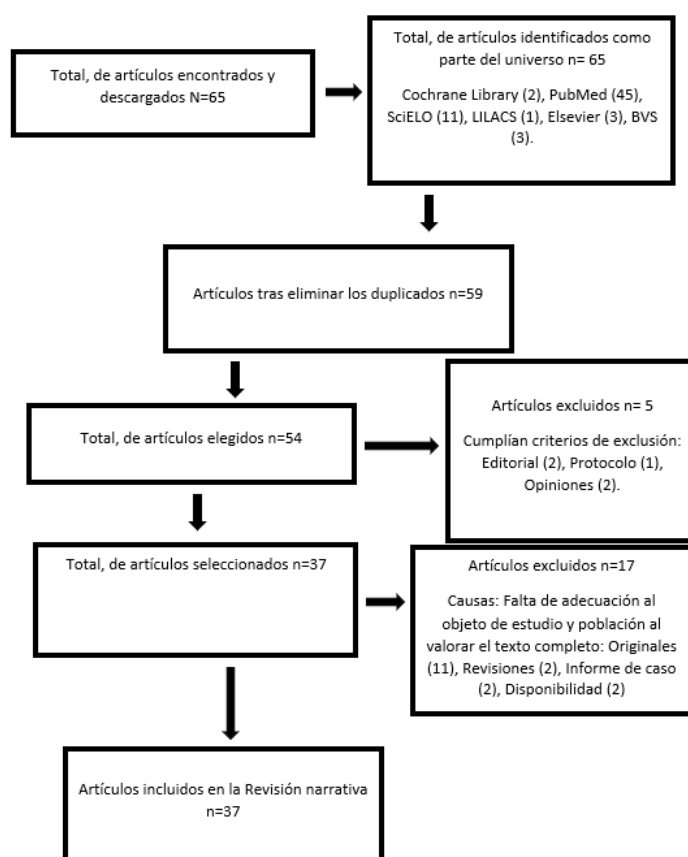 Total, de artículos encontrados y
descargados N=65
Total, de artículos identificados como
parte del universo n= 65
Cochrane Library (2), PubMed (45),
SciELO (11), LILACS (1), Elsevier (3), BVS
(3).
Artículos tras eliminar los duplicados n=59
Total, de artículos elegidos n=54
Artículos excluidos n= 5
Cumplían criterios de exclusión:
Editorial (2), Protocolo (1),
Opiniones (2).
Total, de artículos seleccionados n=37
Artículos excluidos n=17
Causas: Falta de adecuación al
objeto de estudio y población al
valorar el texto completo: Originales
(11), Revisiones (2), Informe de caso
(2), Disponibilidad (2)
Artículos incluidos en la Revisión narrativa
n=37